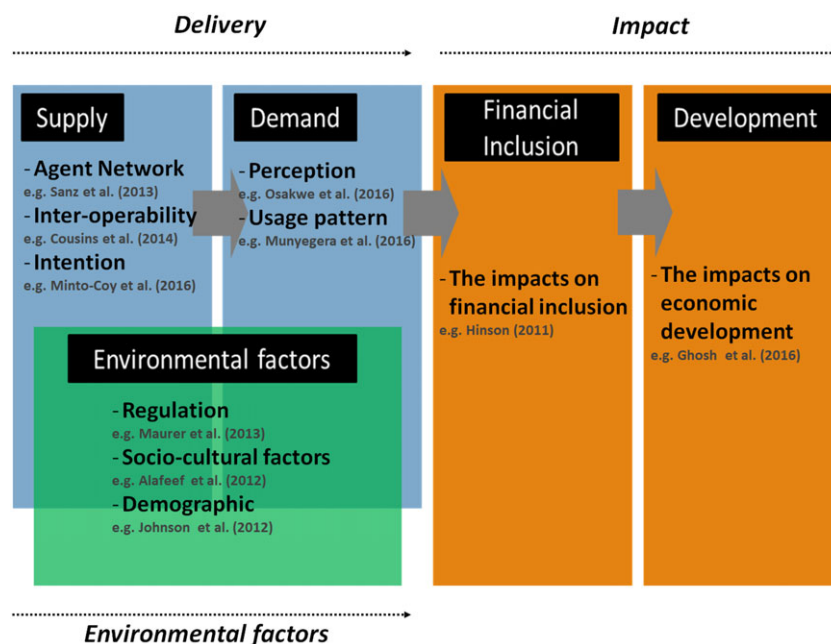 Delivery
Impact
Supply
- Agent Network
e.g. Sanz et al. (2013)
- Inter-operability
e.g. Cousins et al. (2014)
- Intention
e.g. Minto-Coy et al. (2016)
Demand
- Perception
e.g. Osakwe et al. (2016)
- Usage pattern
e.g. Munyegera et al. (2016)
Financial
Inclusion
- The impacts on
financial inclusion
e.g. Hinson (2011)
Development
- The impacts on
economic
development
e.g. Ghosh et al. (2016)
Environmental factors
- Regulation
e.g. Maurer et al. (2013)
- Socio-cultural factors
e.g. Alafeef et al. (2012)
- Demographic
e.g. Johnson et al. (2012)
Environmental factors